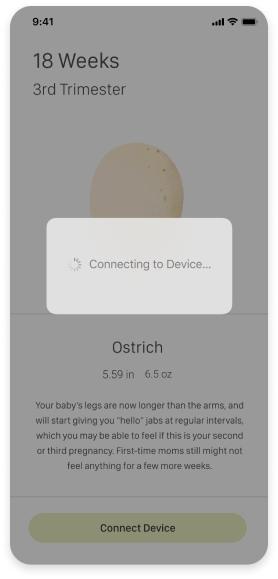 9:41
18 Weeks
3rd Trimester
Connecting to Device...
Ostrich
5.59 in 6.5 oz
Your baby's legs are now longer than the arms, and
will start giving you "hello" jabs at regular intervals,
which you may be able to feel if this is your second
or third pregnancy. First-time moms still might not
feel anything for a few more weeks.
Connect Device